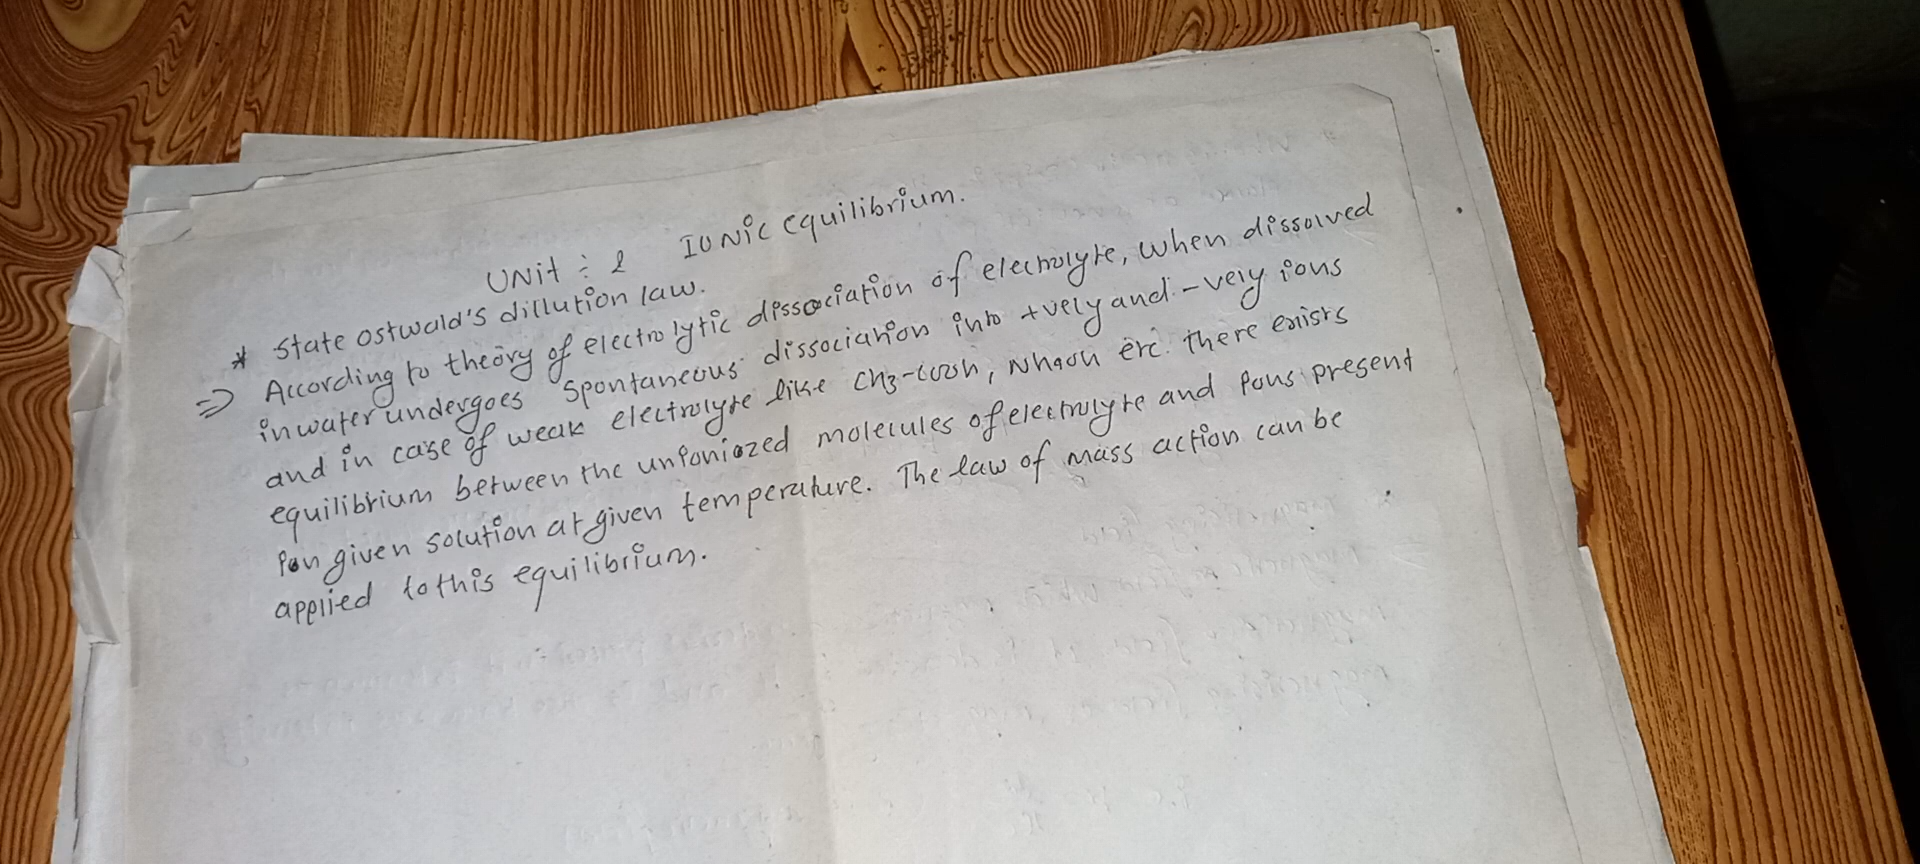 UNit : 2 IONic equilibrium.
* State ostwald's dillution law.
⇒ According to theory of electrolytic dissociation of electrolyte, when dissolved
in water undergoes spontaneous dissociation into +vely and -vely ions
and in case of weak electrolyte like CH3-COOH, NH4OH etc. there exists
equilibrium between the unioniozed molecules of electrolyte and ions present
ion given solution at given temperature. The law of mass action can be
applied to this equilibrium.